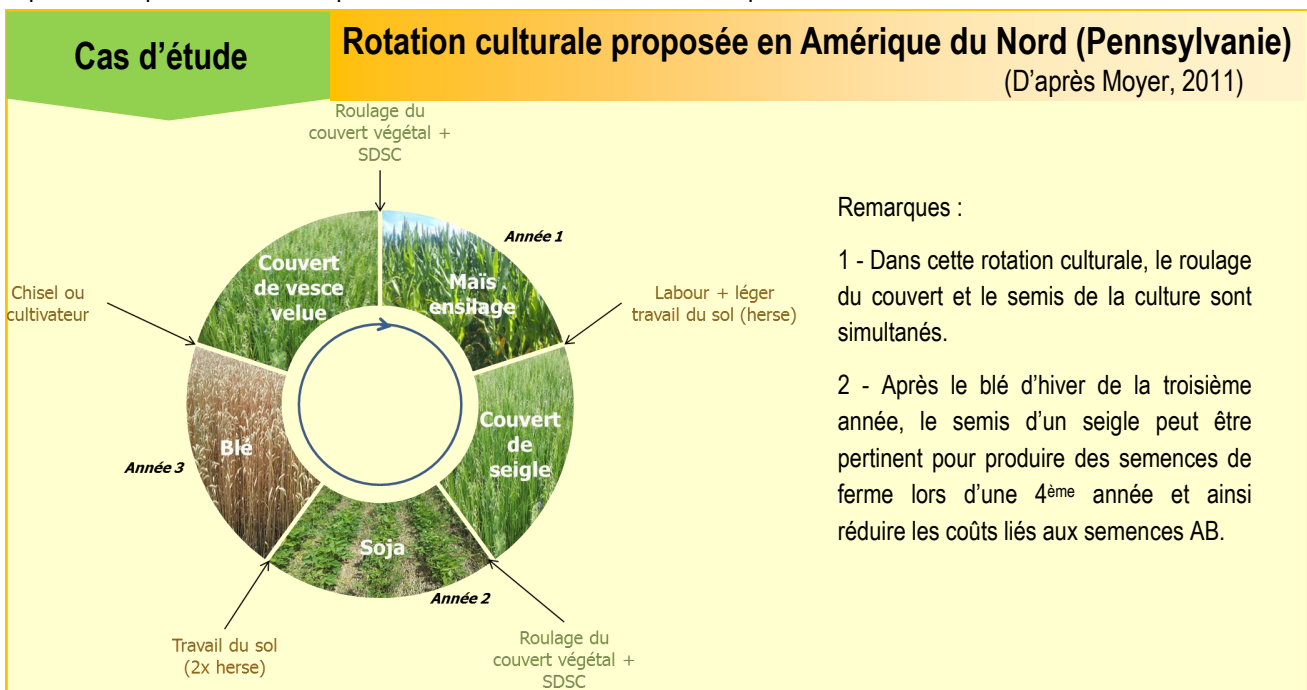 Cas d'étude
Rotation culturale proposée en Amérique du Nord (Pennsylvanie)
(D'après Moyer, 2011)
Roulage du
couvert végétal +
SDSC
Année 1
Couvert
de vesce
velue
Maïs
ensilage
Chisel ou
cultivateur
Labour + léger
travail du sol (herse)
Couvert
de
seigle
Blé
Année 3
Soja
Année 2
Travail du sol
(2x herse)
Roulage du
couvert végétal +
SDSC
Remarques :
1 - Dans cette rotation culturale, le roulage
du couvert et le semis de la culture sont
simultanés.
2 - Après le blé d'hiver de la troisième
année, le semis d'un seigle peut être
pertinent pour produire des semences de
ferme lors d'une 4ème année et ainsi
réduire les coûts liés aux semences AB.